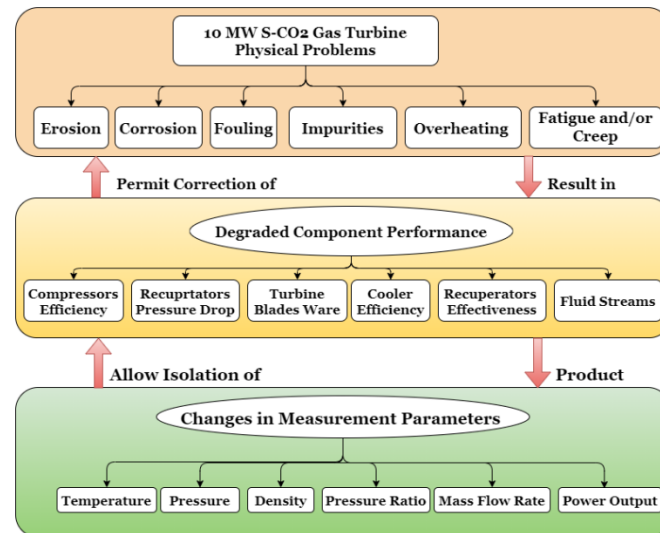 10 MW S-CO2 Gas Turbine
Physical Problems
Erosion
Corrosion
Fouling
Impurities
Overheating
Fatigue and/or
Creep
Permit Correction of
Result in
Degraded Component Performance
Compressors
Efficiency
Recuprtators
Pressure Drop
Turbine
Blades Ware
Cooler
Efficiency
Recuperators
Effectiveness
Fluid Streams
Allow Isolation of
Product
Changes in Measurement Parameters
Temperature
Pressure
Density
Pressure Ratio
Mass Flow Rate
Power Output